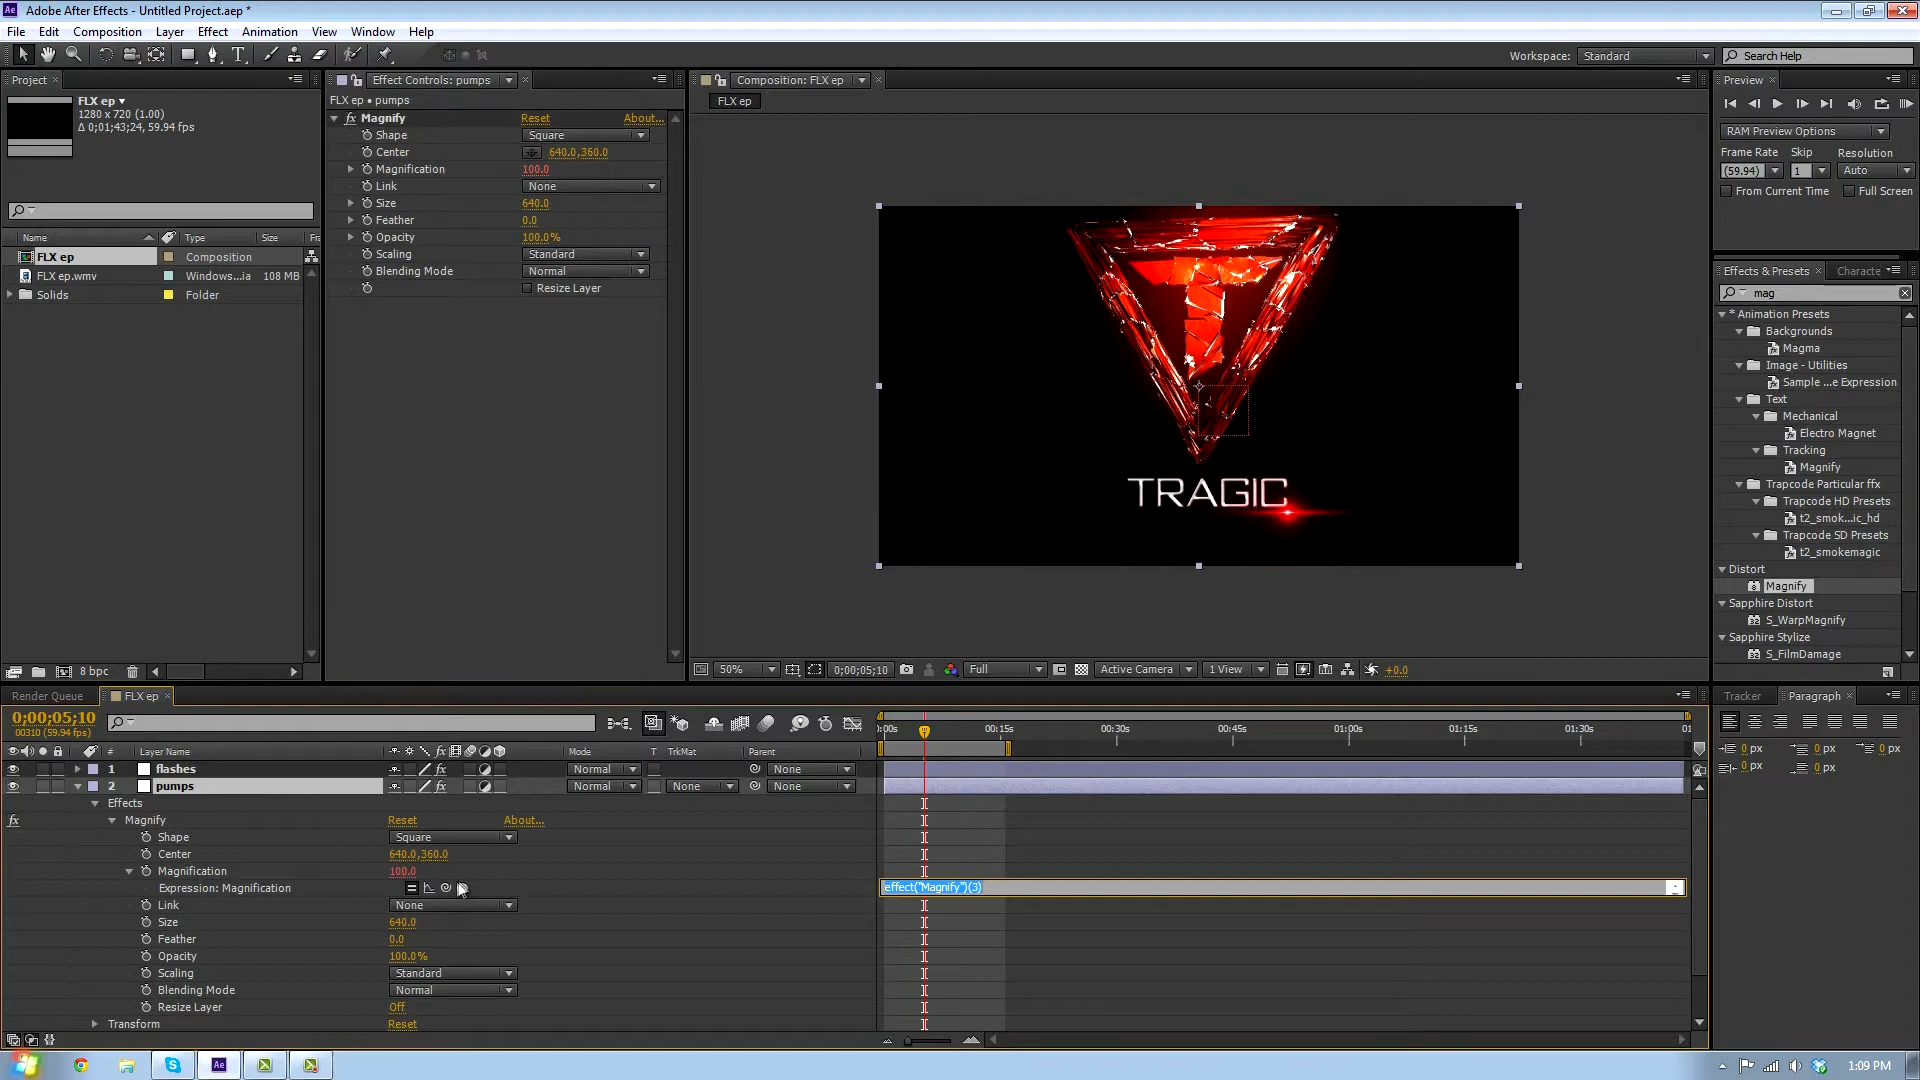 Adobe After Effects - Untitled Project.aep *
File Edit Composition Layer Effect Animation View Window Help
Workspace: Standard Search Help
Project
FLX ep
1280 x 720 (1.00)
Δ 0;01;43;24, 59.94 fps
Name Type Size Fra
FLX ep Composition
FLX ep.wmv Windows...ia 108 MB
Solids Folder
8 bpc
Effect Controls: pumps
FLX ep • pumps
Magnify Reset About...
Shape Square
Center 640.0,360.0
Magnification 100.0
Link None
Size 640.0
Feather 0.0
Opacity 100.0%
Scaling Standard
Blending Mode Normal
Resize Layer
Composition: FLX ep
FLX ep
TRAGIC
50% 0;00;05;10 Full Active Camera 1 View +0.0
Preview
RAM Preview Options
Frame Rate Skip Resolution
(59.94) 1 Auto
From Current Time Full Screen
Effects & Presets Characte
mag
* Animation Presets
Backgrounds
Magma
Image - Utilities
Sample ...e Expression
Text
Mechanical
Electro Magnet
Tracking
Magnify
Trapcode Particular ffx
Trapcode HD Presets
t2_smok...ic_hd
Trapcode SD Presets
t2_smokemagic
Distort
Magnify
Sapphire Distort
S_WarpMagnify
Sapphire Stylize
S_FilmDamage
Render Queue FLX ep
0;00;05;10
00310 (59.94 fps)
# Layer Name Mode T TrkMat Parent
1 flashes Normal None
2 pumps Normal None None
Effects
Magnify Reset About...
Shape Square
Center 640.0,360.0
Magnification 100.0
Expression: Magnification
Link None
Size 640.0
Feather 0.0
Opacity 100.0%
Scaling Standard
Blending Mode Normal
Resize Layer Off
Transform Reset
):00s 00:15s 00:30s 00:45s 01:00s 01:15s 01:30s 01
effect("Magnify")(3)
Tracker Paragraph
0 px 0 px 0 px
0 px 0 px
1:09 PM